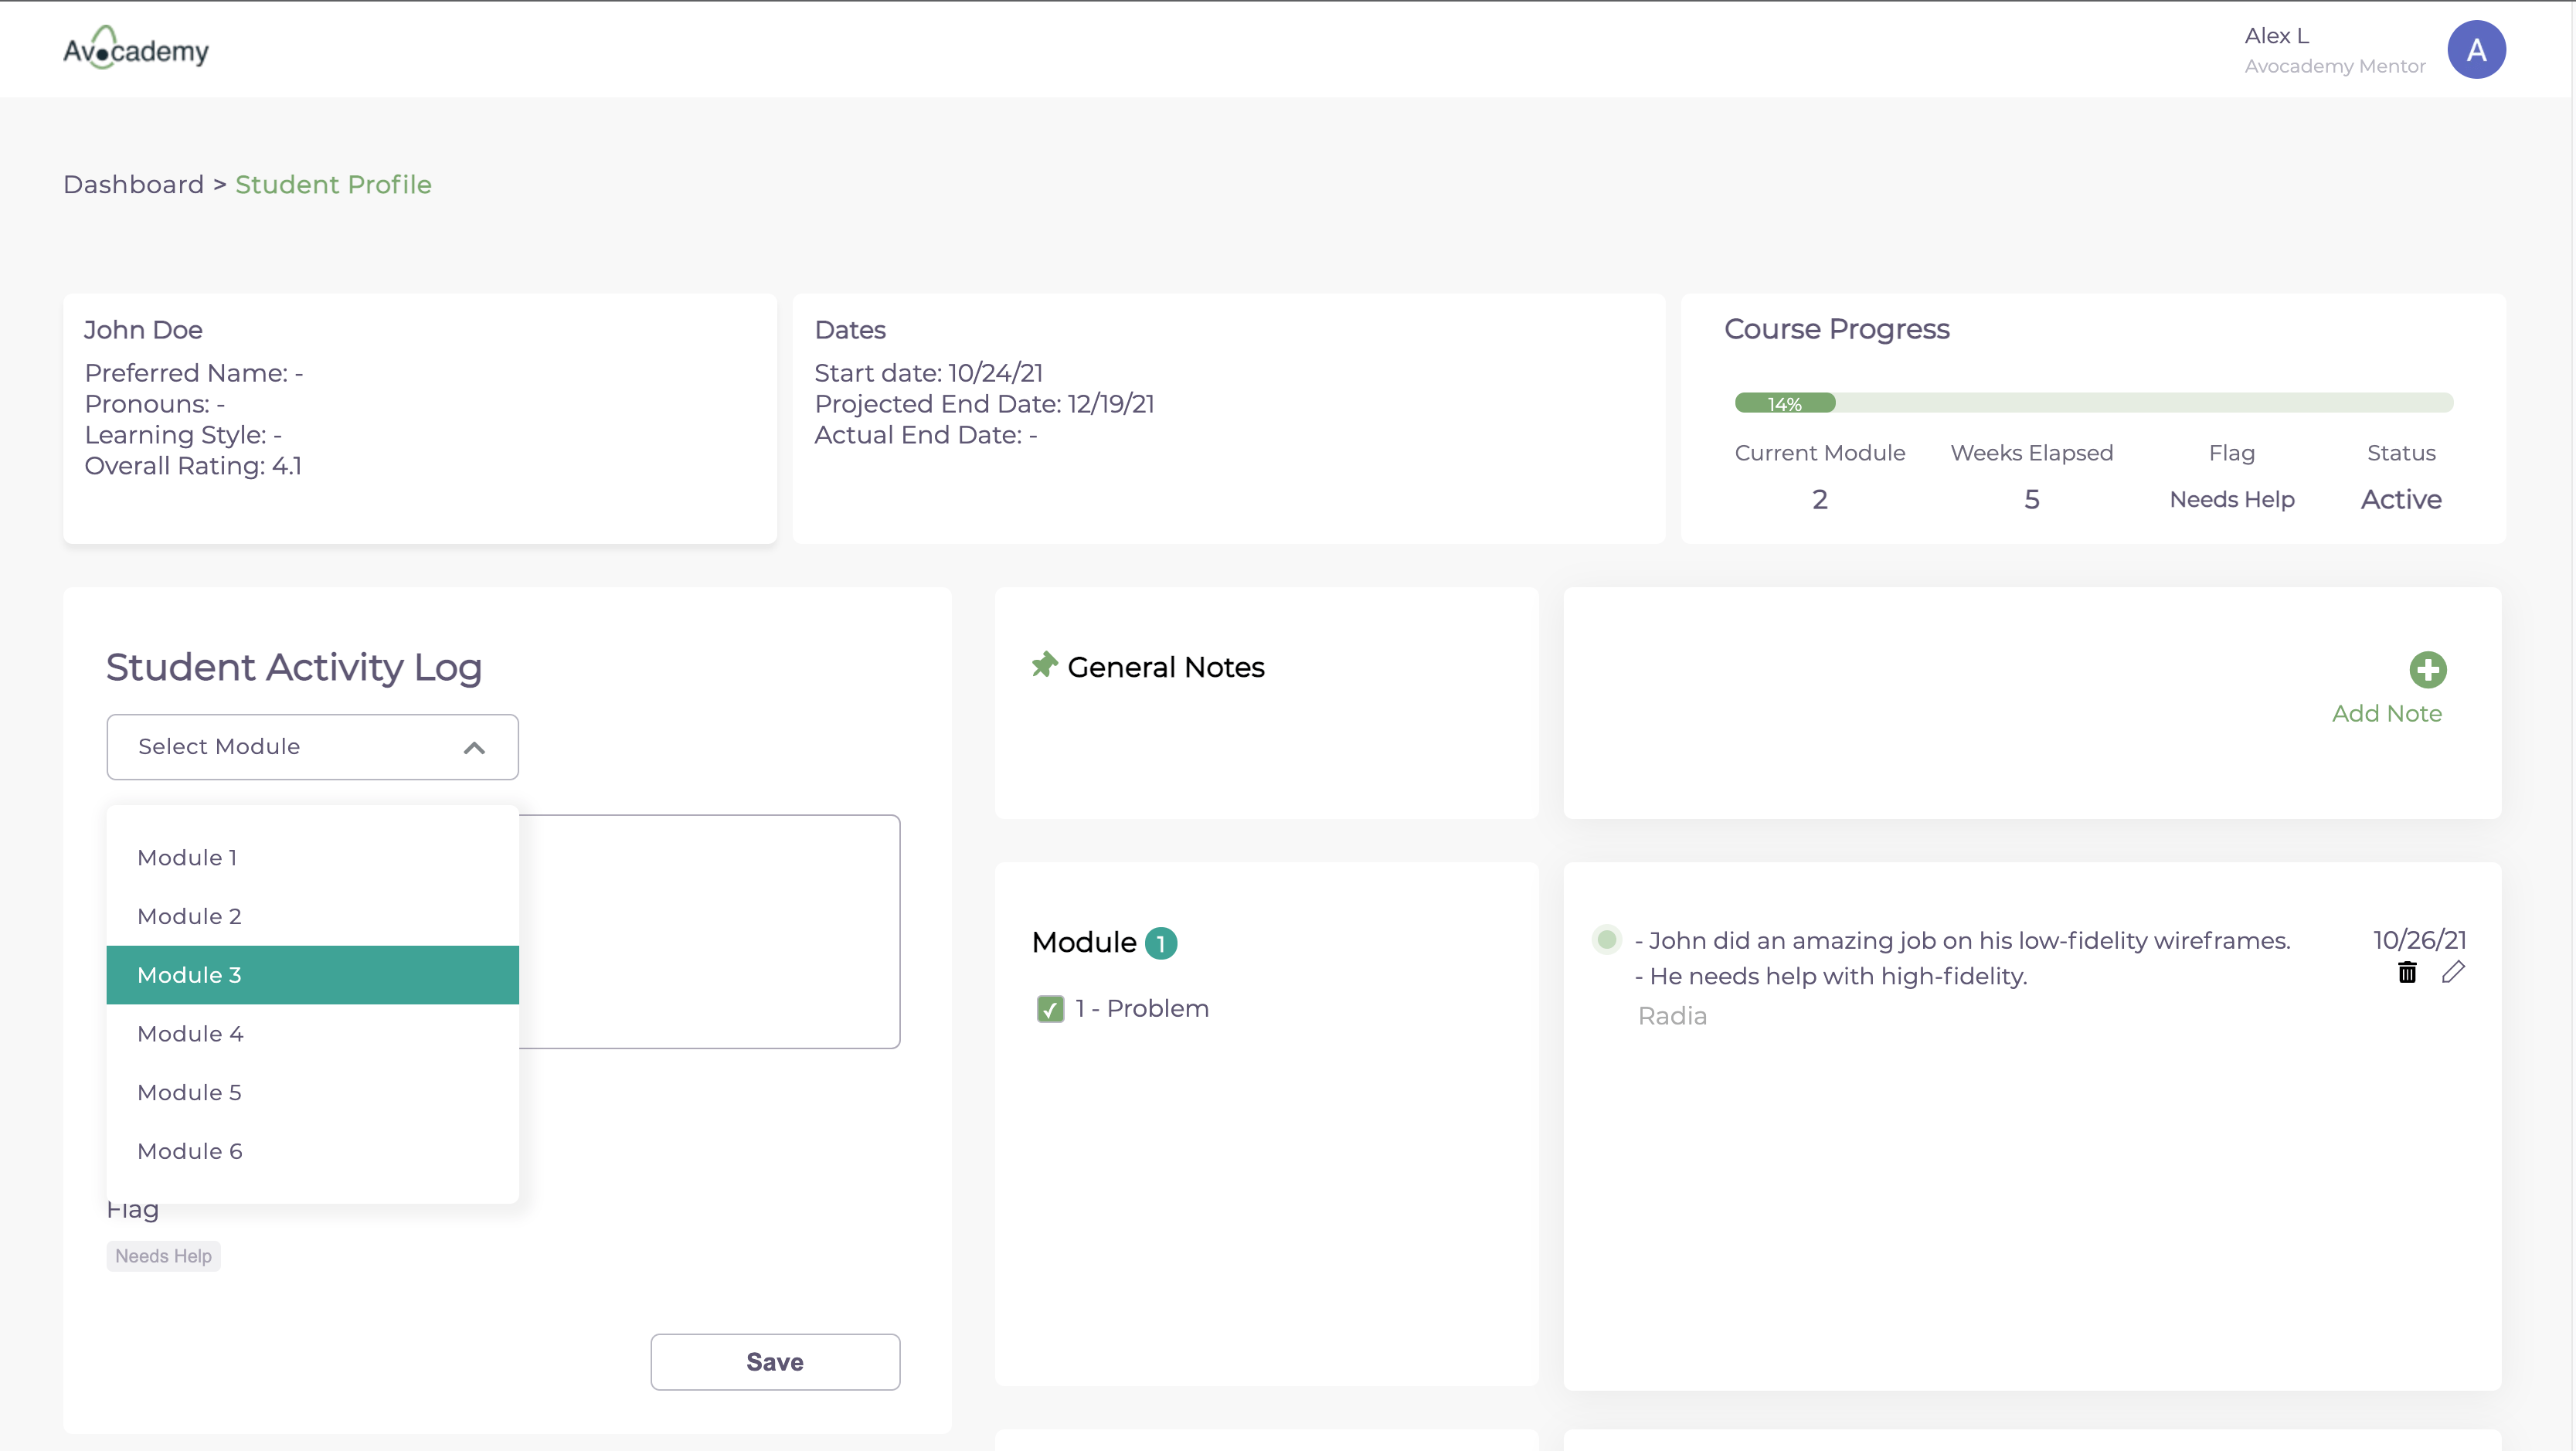 Avocademy
Alex L
Avocademy Mentor
A
Dashboard > Student Profile
John Doe
Preferred Name: -
Pronouns: -
Learning Style: -
Overall Rating: 4.1
Dates
Start date: 10/24/21
Projected End Date: 12/19/21
Actual End Date: -
Course Progress
14%
Current Module
2
Weeks Elapsed
5
Flag
Needs Help
Status
Active
Student Activity Log
Select Module
Module 1
Module 2
Module 3
Module 4
Module 5
Module 6
Flag
Needs Help
Save
General Notes
Add Note
Module 1
1 - Problem
- John did an amazing job on his low-fidelity wireframes.
- He needs help with high-fidelity.
Radia
10/26/21